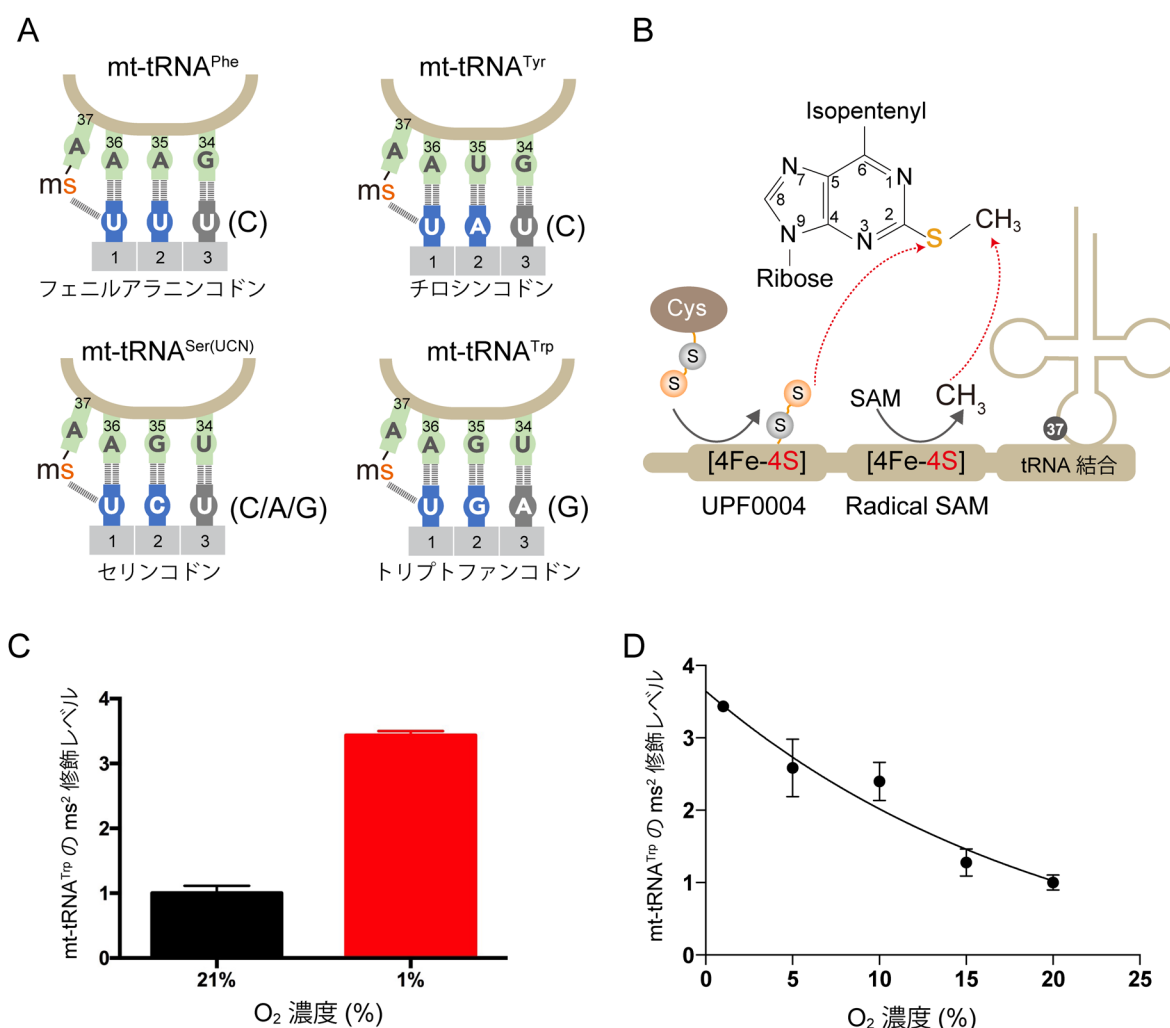 A
mt-tRNA^Phe
37
36 35 34
A A A G
ms
U U U (C)
1 2 3
フェニルアラニンコドン
mt-tRNA^Tyr
37
36 35 34
A A U G
ms
U A U (C)
1 2 3
チロシンコドン
mt-tRNA^Ser(UCN)
37
36 35 34
A A G U
ms
U C U (C/A/G)
1 2 3
セリンコドン
mt-tRNA^Trp
37
36 35 34
A A G U
ms
U G A (G)
1 2 3
トリプトファンコドン
B
Isopentenyl
6
N 7 5 1 N
8
9 4 2
N 3 N S CH₃
Ribose
Cys
S
S
S
S
SAM
CH₃
37
[4Fe-4S] [4Fe-4S] tRNA 結合
UPF0004 Radical SAM
C
mt-tRNA^Trp の ms² 修飾レベル
4
3
2
1
0
21% 1%
O₂ 濃度 (%)
D
mt-tRNA^Trp の ms² 修飾レベル
4
3
2
1
0
0 5 10 15 20 25
O₂ 濃度 (%)